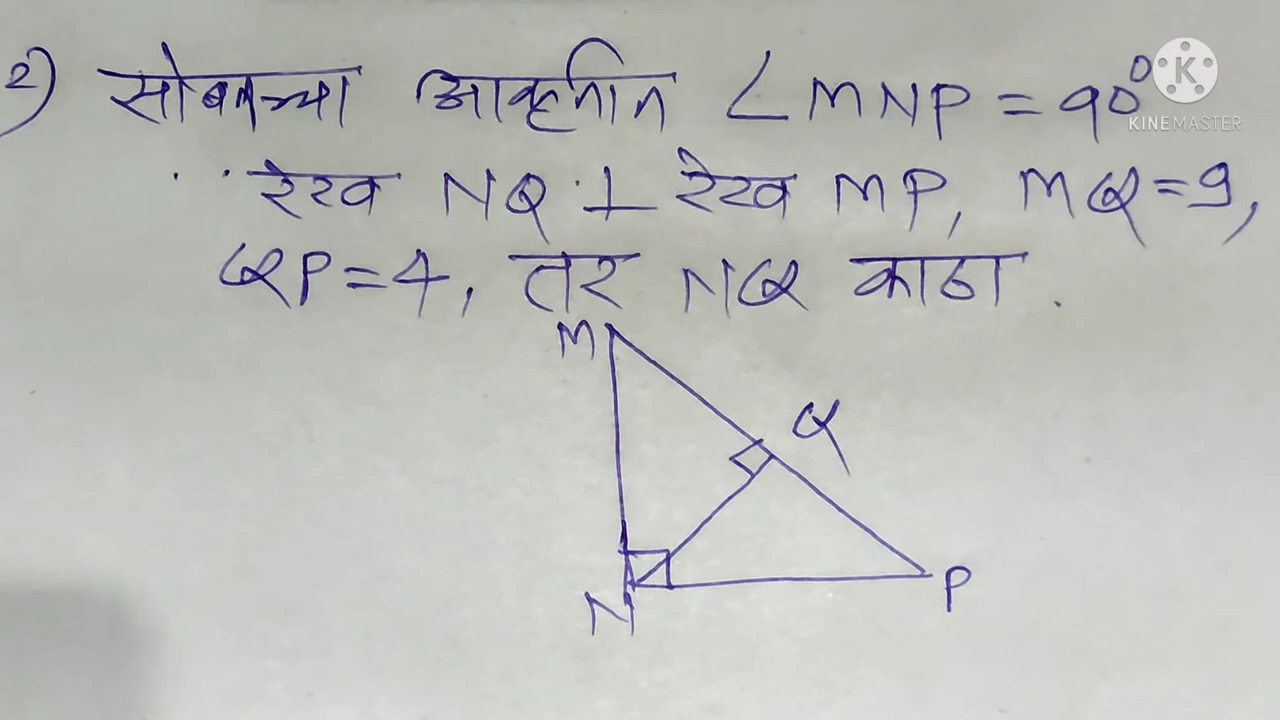 2) सोबतच्या आकृतीत ∠MNP = 90°
रेख NQ ⊥ रेख MP, MQ = 9,
QP = 4, तर NQ काढा .
M
Q
N
P
K
KINEMASTER